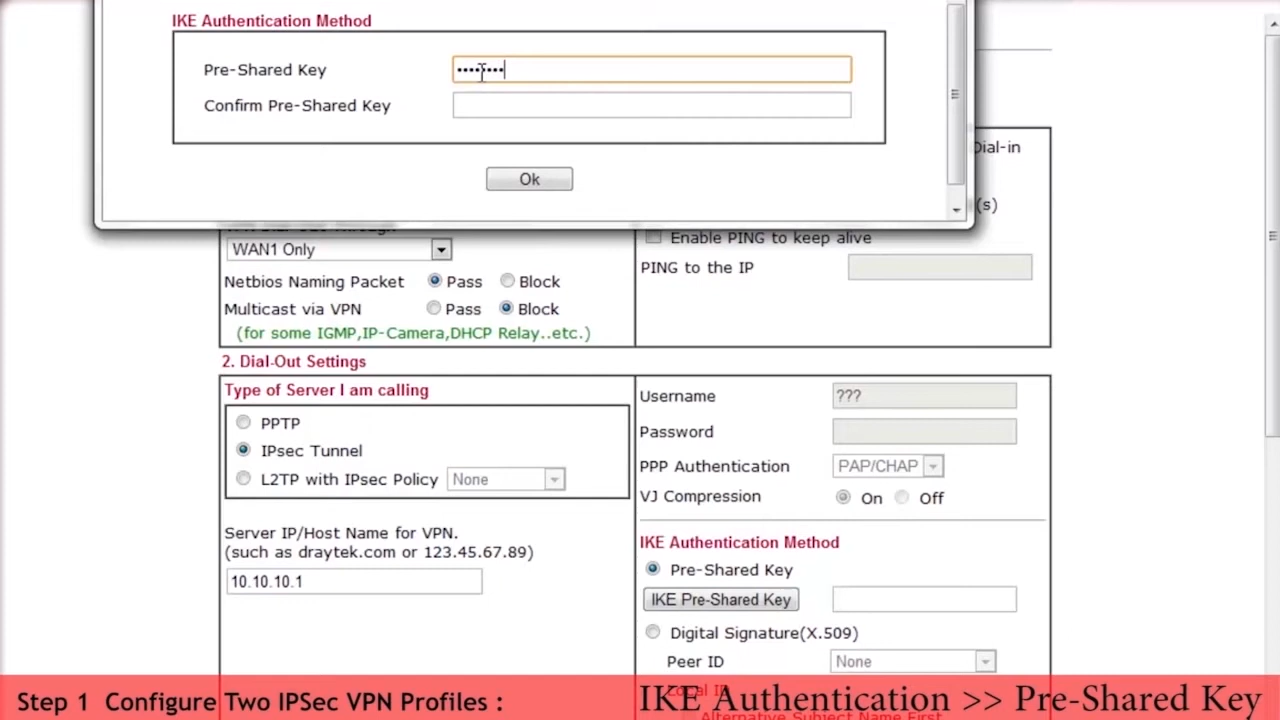 IKE Authentication Method
Pre-Shared Key ••••••••
Confirm Pre-Shared Key
Ok
Dial-in
(s)
WAN1 Only
Enable PING to keep alive
PING to the IP
Netbios Naming Packet Pass Block
Multicast via VPN Pass Block
(for some IGMP,IP-Camera,DHCP Relay..etc.)
2. Dial-Out Settings
Type of Server I am calling
PPTP
IPsec Tunnel
L2TP with IPsec Policy None
Server IP/Host Name for VPN.
(such as draytek.com or 123.45.67.89)
10.10.10.1
Username ???
Password
PPP Authentication PAP/CHAP
VJ Compression On Off
IKE Authentication Method
Pre-Shared Key
IKE Pre-Shared Key
Digital Signature(X.509)
Peer ID None
Local ID
Alternative Subject Name First
Step 1 Configure Two IPSec VPN Profiles :
IKE Authentication >> Pre-Shared Key